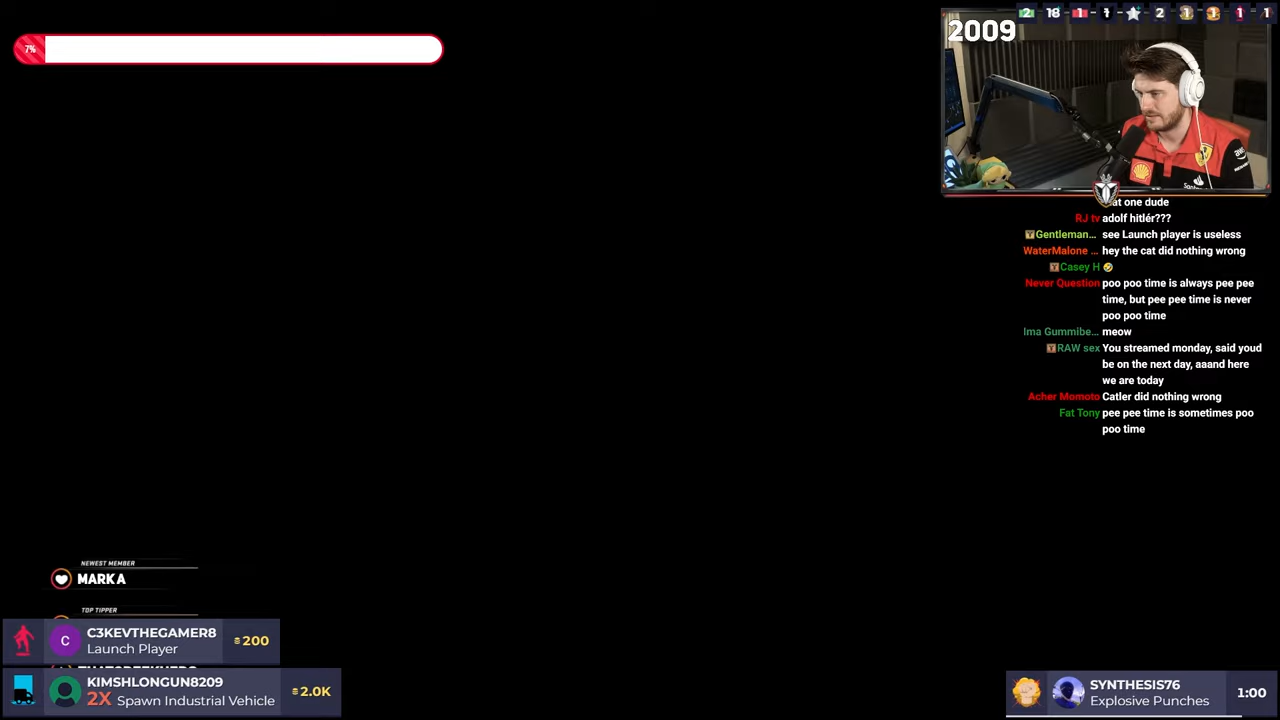 7%
2 18 1 1 2 1 1 1 1
2009
at one dude
RJ tv adolf hitlér???
Gentleman... see Launch player is useless
WaterMalone ... hey the cat did nothing wrong
Casey H
Never Question poo poo time is always pee pee
time, but pee pee time is never
poo poo time
Ima Gummibe... meow
RAW sex You streamed monday, said youd
be on the next day, aaand here
we are today
Acher Momoto Catler did nothing wrong
Fat Tony pee pee time is sometimes poo
poo time
NEWEST MEMBER
MARKA
TOP TIPPER
C C3KEVTHEGAMER8
Launch Player
200
KIMSHLONGUN8209
2X Spawn Industrial Vehicle
2.0K
SYNTHESIS76
Explosive Punches
1:00